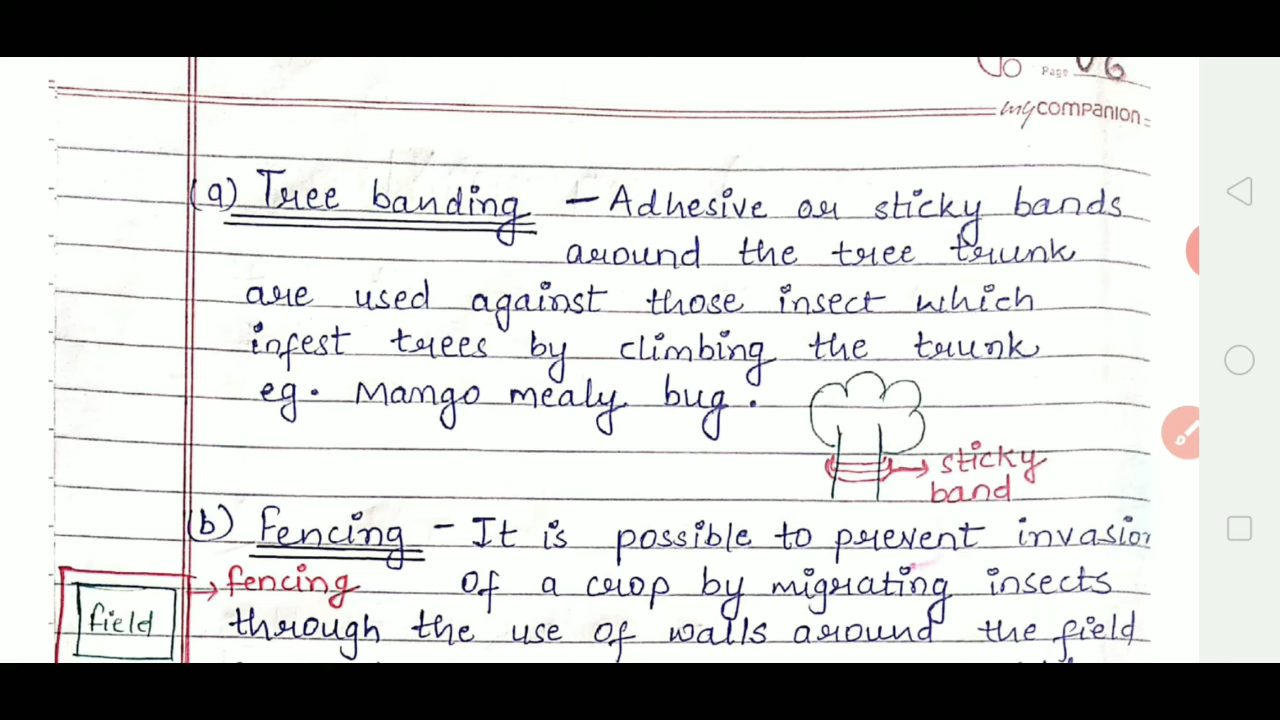 Page 06
mycompanion
(a) Tree banding – Adhesive or sticky bands
around the tree trunk
are used against those insect which
infest trees by climbing the trunk
eg. Mango mealy bug.
sticky
band
(b) Fencing – It is possible to prevent invasion
fencing of a crop by migrating insects
field
through the use of walls around the field